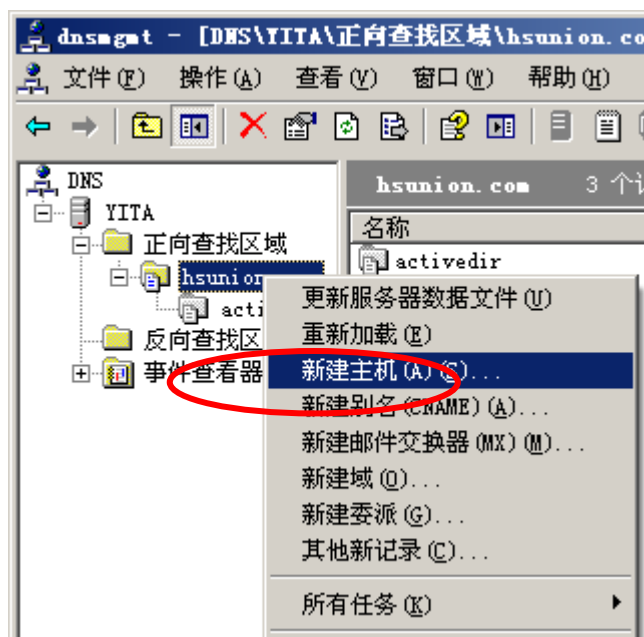 dnsmgmt - [DNS\YITA\正向查找区域\hsunion.co
文件(F) 操作(A) 查看(V) 窗口(W) 帮助(H)
DNS
YITA
正向查找区域
hsunion
acti
反向查找区
事件查看器
hsunion.com 3 个
名称
activedir
更新服务器数据文件(U)
重新加载(E)
新建主机(A)(S)...
新建别名(CNAME)(A)...
新建邮件交换器(MX)(M)...
新建域(O)...
新建委派(G)...
其他新记录(C)...
所有任务(K)